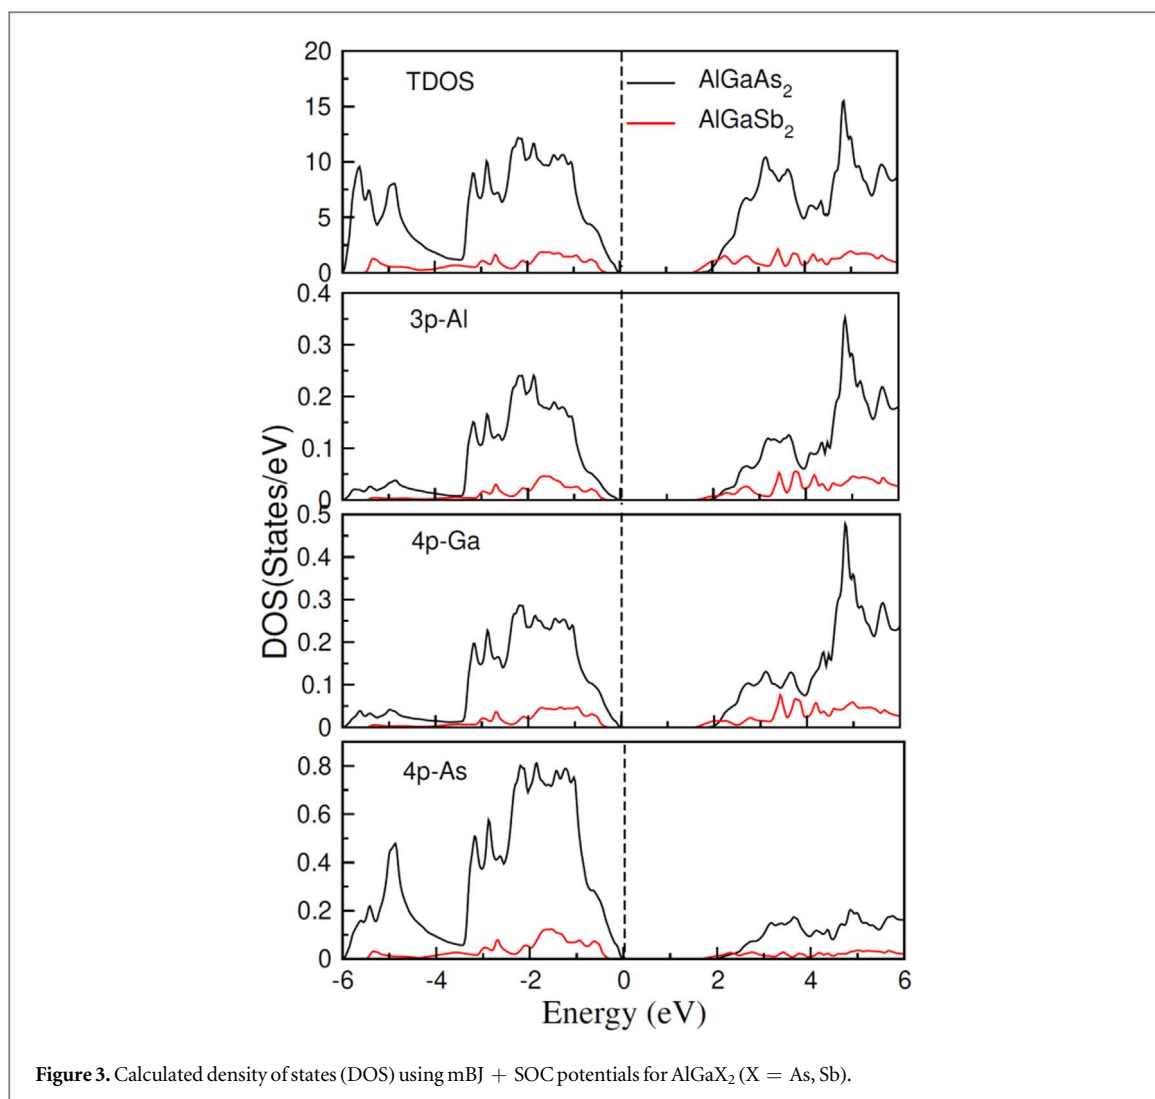 20
TDOS
AlGaAs2
AlGaSb2
15
10
5
0
0.4
3p-Al
0.3
0.2
0.1
0
0.5
4p-Ga
0.4
0.3
0.2
0.1
0
DOS(States/eV)
4p-As
0.8
0.6
0.4
0.2
0
-6 -4 -2 0 2 4 6
Energy (eV)
Figure 3. Calculated density of states (DOS) using mBJ + SOC potentials for AlGaX2 (X = As, Sb).